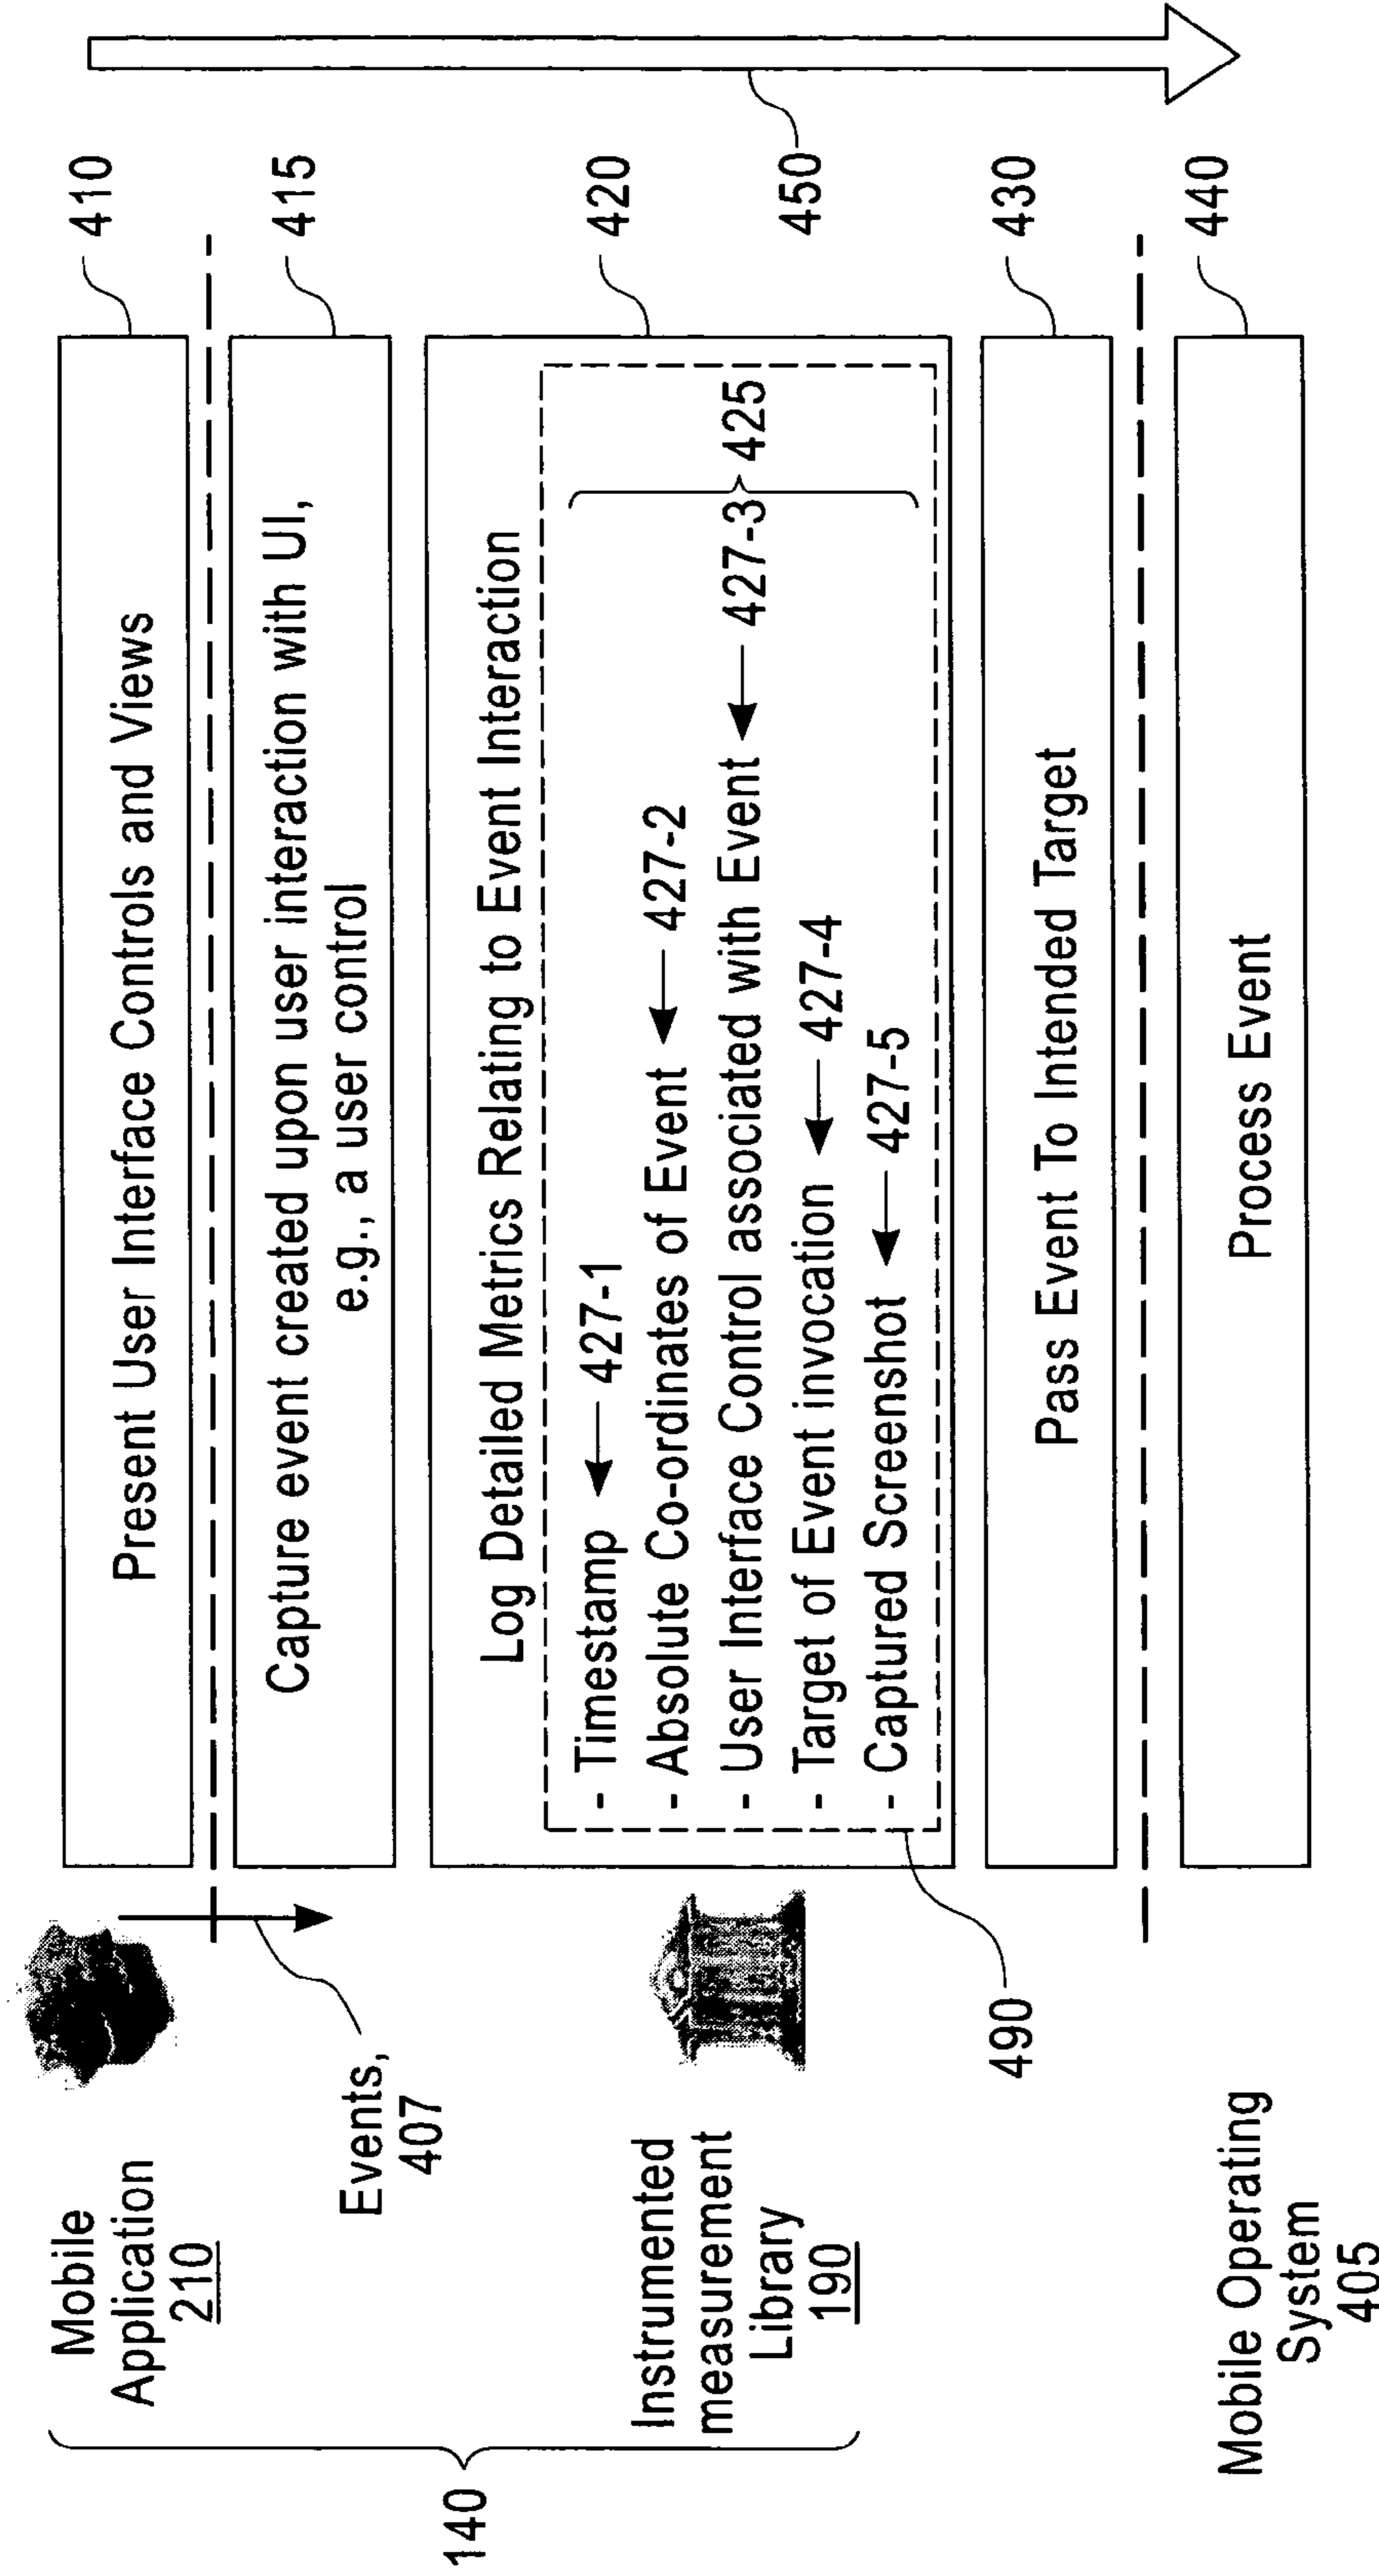 Mobile
Application
210
Present User Interface Controls and Views
410
Events,
407
Capture event created upon user interaction with UI,
e.g., a user control
415
140
Instrumented
measurement
Library
190
Log Detailed Metrics Relating to Event Interaction
- Timestamp 427-1
- Absolute Co-ordinates of Event 427-2
- User Interface Control associated with Event 427-3
- Target of Event invocation 427-4
- Captured Screenshot 427-5
425
420
450
490
Pass Event To Intended Target
430
Mobile Operating
System
405
Process Event
440